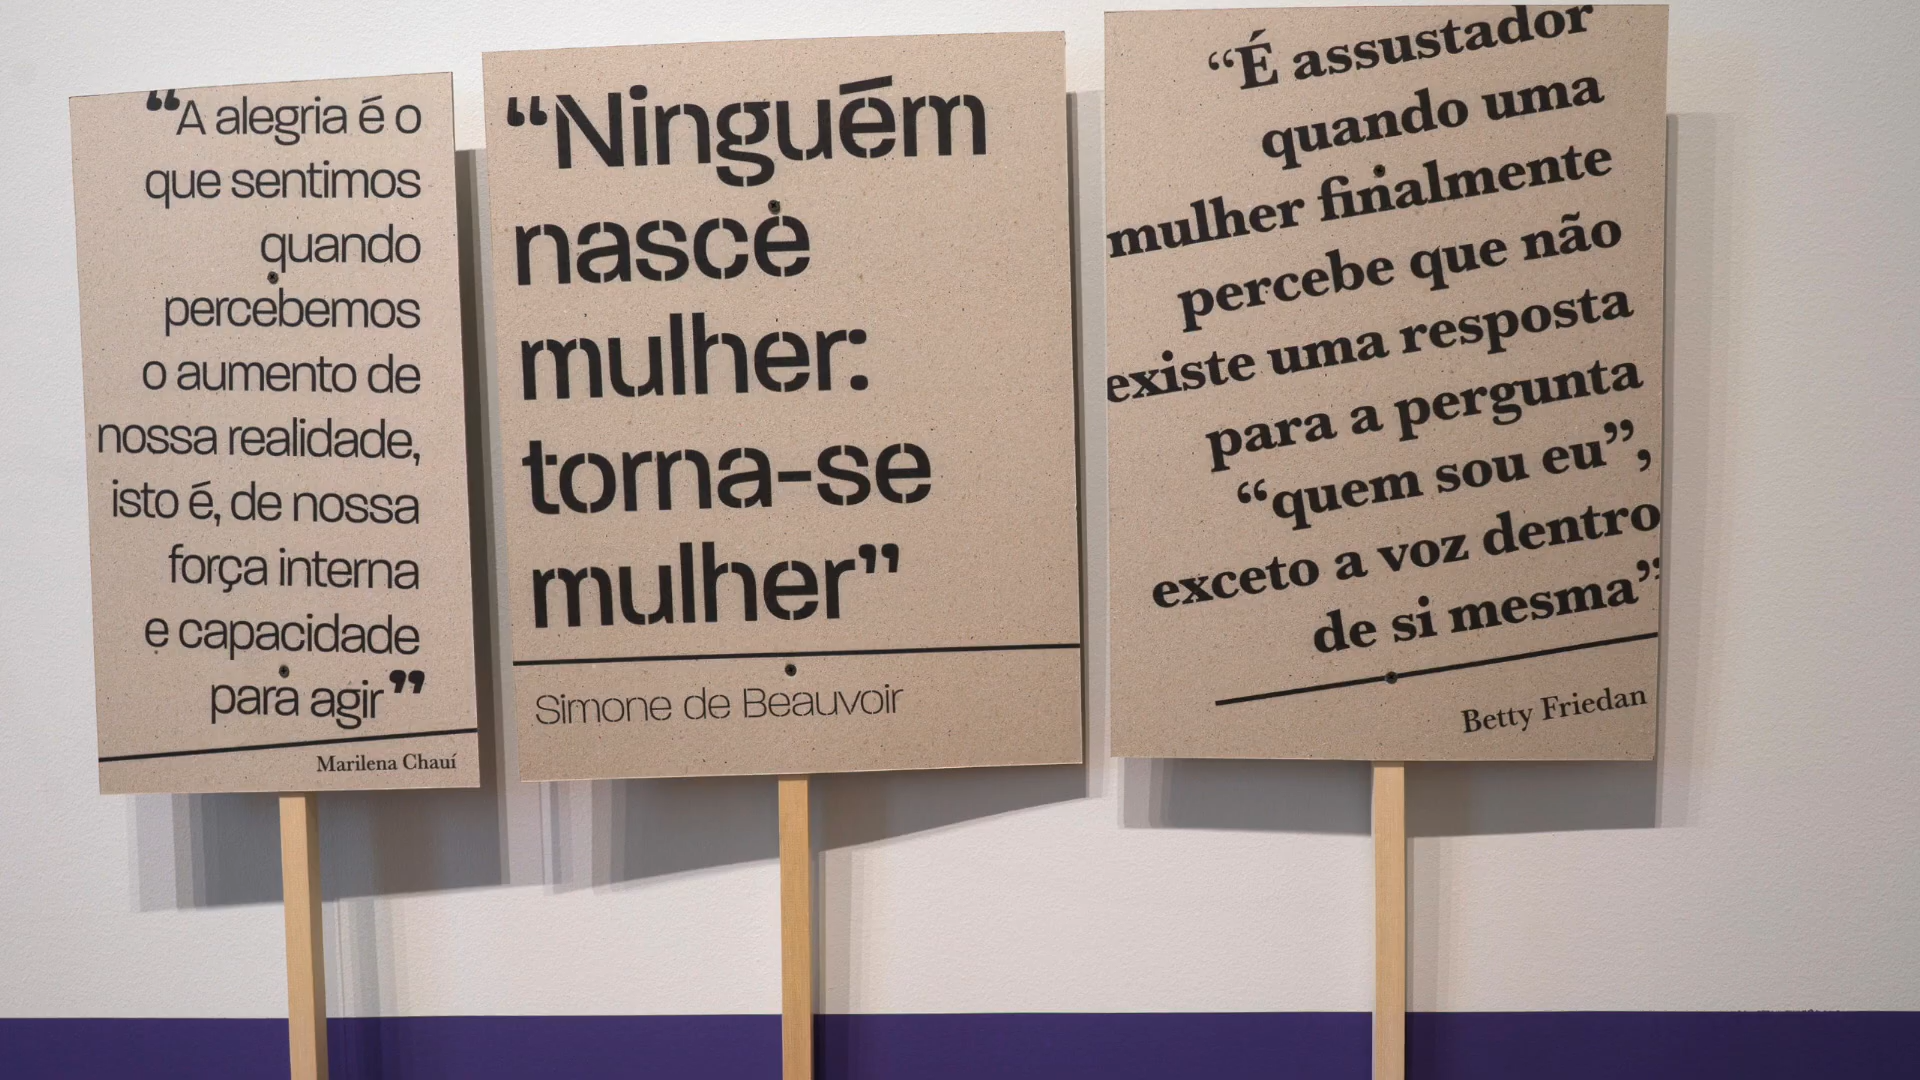 “A alegria é o
que sentimos
quando
percebemos
o aumento de
nossa realidade,
isto é, de nossa
força interna
e capacidade
para agir”
Marilena Chauí
“Ninguém
nasce
mulher:
torna-se
mulher”
Simone de Beauvoir
“É assustador
quando uma
mulher finalmente
percebe que não
existe uma resposta
para a pergunta
“quem sou eu”,
exceto a voz dentro
de si mesma”
Betty Friedan